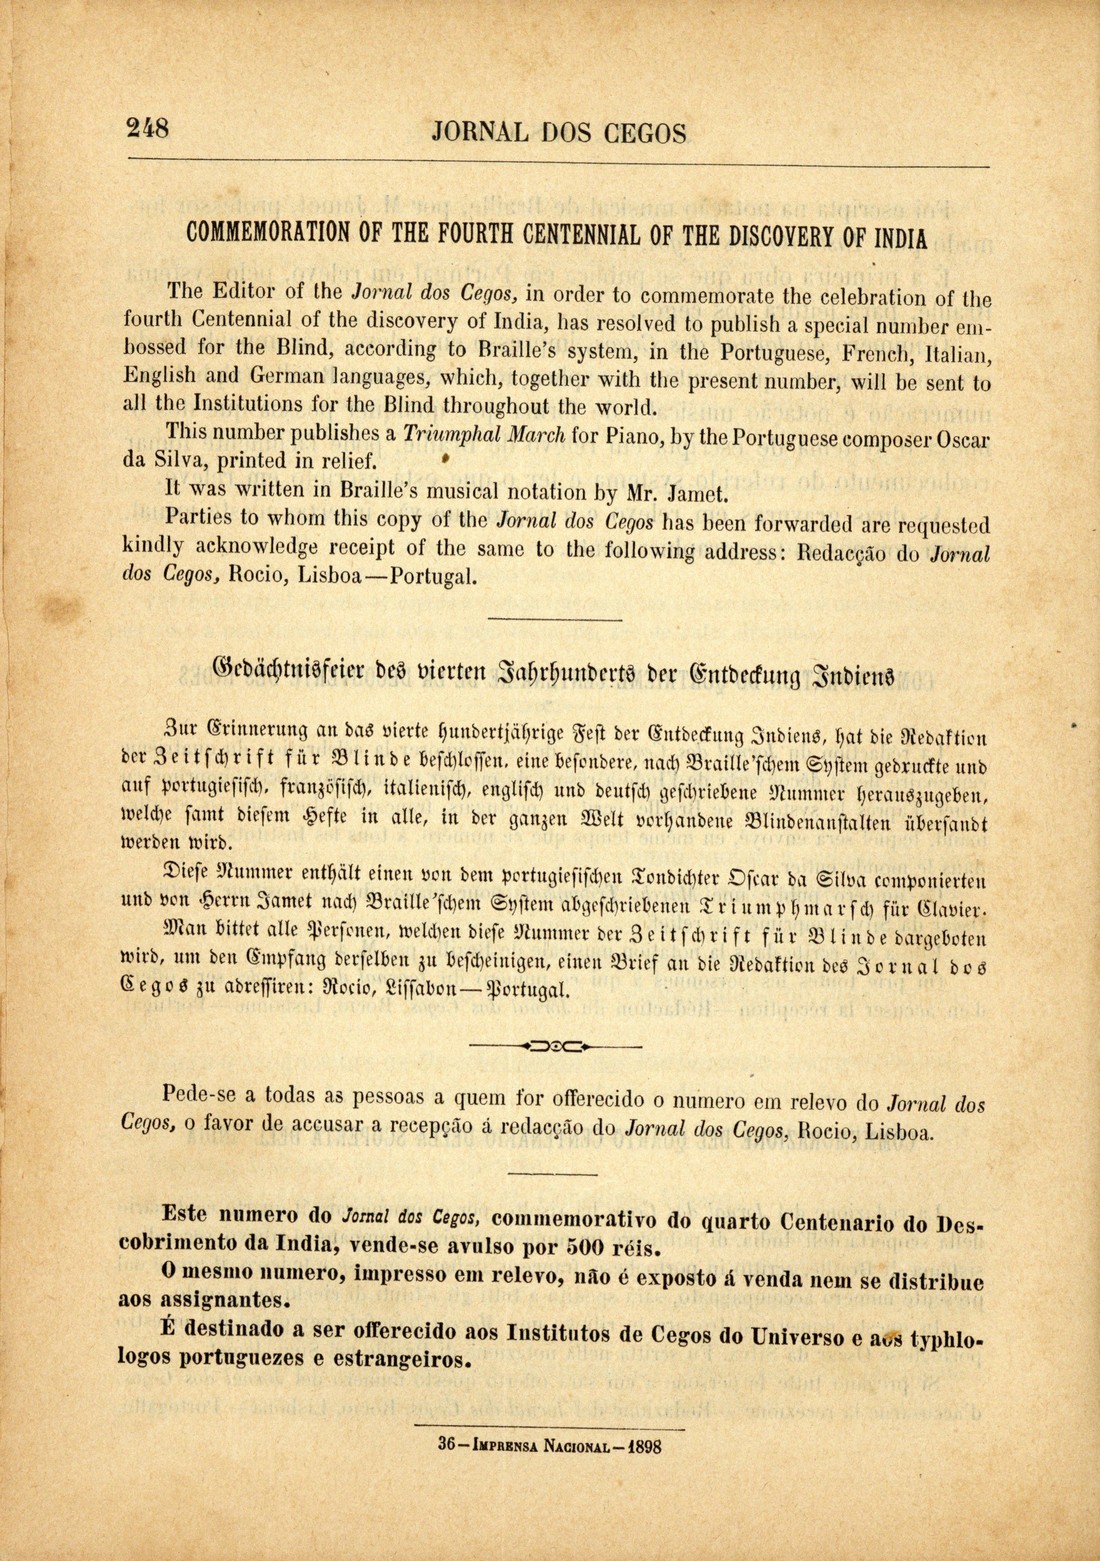 248
JORNAL DOS CEGOS
COMMEMORATION OF THE FOURTH CENTENNIAL OF THE DISCOVERY OF INDIA
The Editor of the Jornal dos Cegos, in order to commemorate the celebration of the
fourth Centennial of the discovery of India, has resolved to publish a special number em-
bossed for the Blind, according to Braille's system, in the Portuguese, French, Italian,
English and German languages, which, together with the present number, will be sent to
all the Institutions for the Blind throughout the world.
This number publishes a Triumphal March for Piano, by the Portuguese composer Oscar
da Silva, printed in relief.
It was written in Braille's musical notation by Mr. Jamet.
Parties to whom this copy of the Jornal dos Cegos has been forwarded are requested
kindly acknowledge receipt of the same to the following address: Redacção do Jornal
dos Cegos, Rocio, Lisboa—Portugal.
Gedächtnisfeier des vierten Jahrhunderts der Entdeckung Indiens
Zur Erinnerung an das vierte hundertjährige Fest der Entdeckung Indiens, hat die Redaktion
der Zeitschrift für Blinde beschlossen, eine besondere, nach Braille'schem System gedruckte und
auf portugiesisch, französisch, italienisch, englisch und deutsch geschriebene Nummer herauszugeben,
welche samt diesem Hefte in alle, in der ganzen Welt vorhandene Blindenanstalten übersandt
werden wird.
Diese Nummer enthält einen von dem portugiesischen Tondichter Oscar da Silva componierten
und von Herrn Jamet nach Braille'schem System abgeschriebenen Triumphmarsch für Clavier.
Man bittet alle Personen, welchen diese Nummer der Zeitschrift für Blinde dargeboten
wird, um den Empfang derselben zu bescheinigen, einen Brief an die Redaktion des Jornal dos
Cegos zu adressiren: Rocio, Lissabon—Portugal.
Pede-se a todas as pessoas a quem for offerecido o numero em relevo do Jornal dos
Cegos, o favor de accusar a recepção á redacção do Jornal dos Cegos, Rocio, Lisboa.
Este numero do Jornal dos Cegos, commemorativo do quarto Centenario do Des-
cobrimento da India, vende-se avulso por 500 réis.
O mesmo numero, impresso em relevo, não é exposto á venda nem se distribue
aos assignantes.
É destinado a ser offerecido aos Institutos de Cegos do Universo e aos typhlo-
logos portuguezes e estrangeiros.
36—IMPRENSA NACIONAL—1898